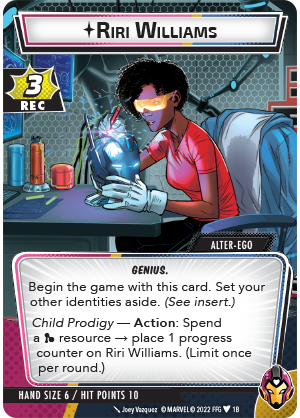 RIRI WILLIAMS
3
REC
ALTER-EGO
GENIUS.
Begin the game with this card. Set your
other identities aside. (See insert.)
Child Prodigy — Action: Spend
a resource → place 1 progress
counter on Riri Williams. (Limit once
per round.)
HAND SIZE 6 / HIT POINTS 10
Joey Vazquez © MARVEL © 2022 FFG 1B